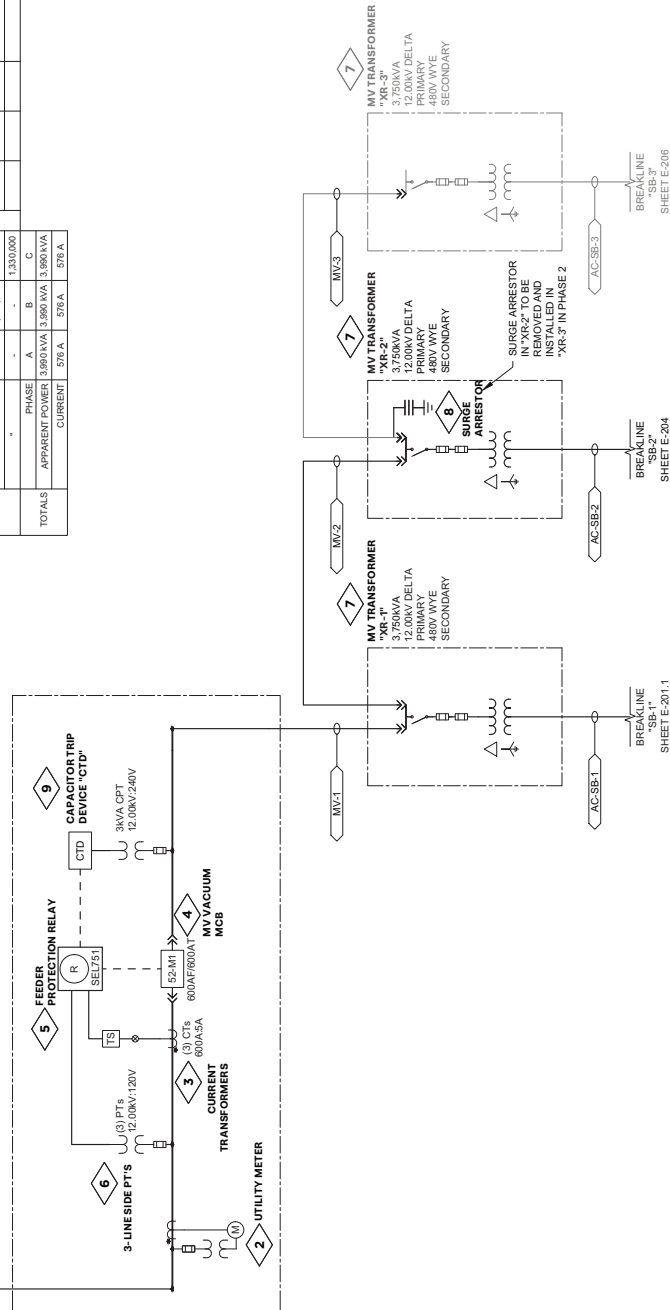 1,330,000
"
-
-
PHASE
A
B
C
TOTALS
APPARENT POWER
3,990 kVA
3,990 kVA
3,990 kVA
CURRENT
576 A
576 A
576 A
9
CAPACITOR TRIP
DEVICE "CTD"
CTD
3kVA CPT
12.00kV:240V
5
FEEDER
PROTECTION RELAY
R
SEL751
4
MV VACUUM
MCB
52-M1
600AF/600AT
TS
(3) CTs
600A:5A
3
CURRENT
TRANSFORMERS
(3) PTs
12.00kV:120V
6
3-LINE SIDE PT'S
M
2
UTILITY METER
7
MV TRANSFORMER
"XR-1"
3,750kVA
12.00kV DELTA
PRIMARY
480V WYE
SECONDARY
MV-1
AC-SB-1
BREAKLINE
"SB-1"
SHEET E-201.1
7
MV TRANSFORMER
"XR-2"
3,750kVA
12.00kV DELTA
PRIMARY
480V WYE
SECONDARY
MV-2
8
SURGE
ARRESTOR
SURGE ARRESTOR
IN "XR-2" TO BE
REMOVED AND
INSTALLED IN
"XR-3" IN PHASE 2
AC-SB-2
BREAKLINE
"SB-2"
SHEET E-204
7
MV TRANSFORMER
"XR-3"
3,750kVA
12.00kV DELTA
PRIMARY
480V WYE
SECONDARY
MV-3
AC-SB-3
BREAKLINE
"SB-3"
SHEET E-206